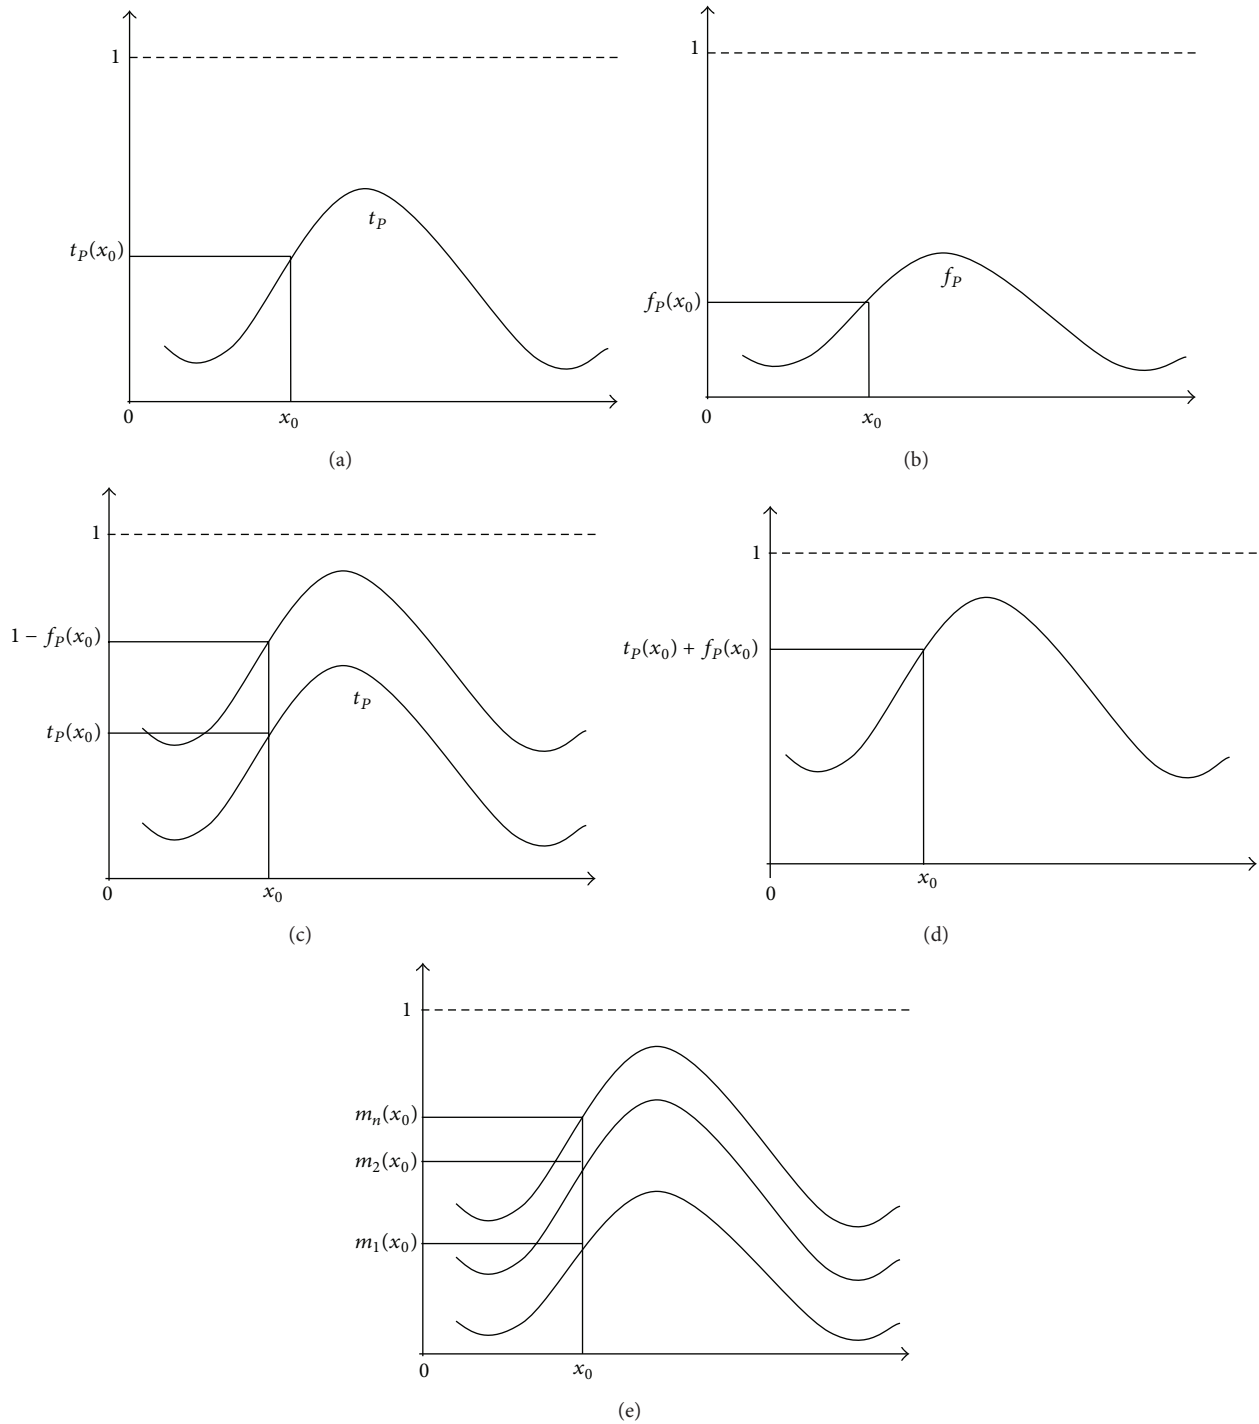 1
t_P
t_P(x_0)
0
x_0
(a)
1
f_P
f_P(x_0)
0
x_0
(b)
1
1 − f_P(x_0)
t_P
t_P(x_0)
0
x_0
(c)
1
t_P(x_0) + f_P(x_0)
0
x_0
(d)
1
m_n(x_0)
m_2(x_0)
m_1(x_0)
0
x_0
(e)